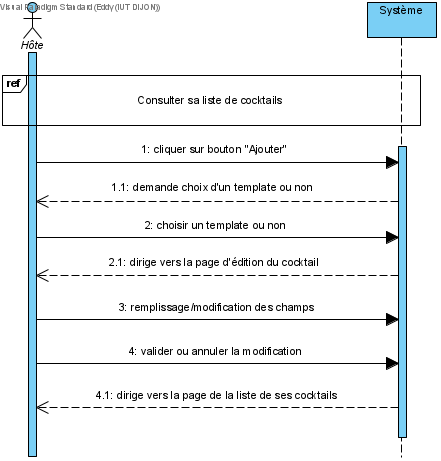 Visual Paradigm Standard (Eddy (IUT DIJON))
Système
Hôte
ref
Consulter sa liste de cocktails
1: cliquer sur bouton "Ajouter"
1.1: demande choix d'un template ou non
2: choisir un template ou non
2.1: dirige vers la page d'édition du cocktail
3: remplissage/modification des champs
4: valider ou annuler la modification
4.1: dirige vers la page de la liste de ses cocktails